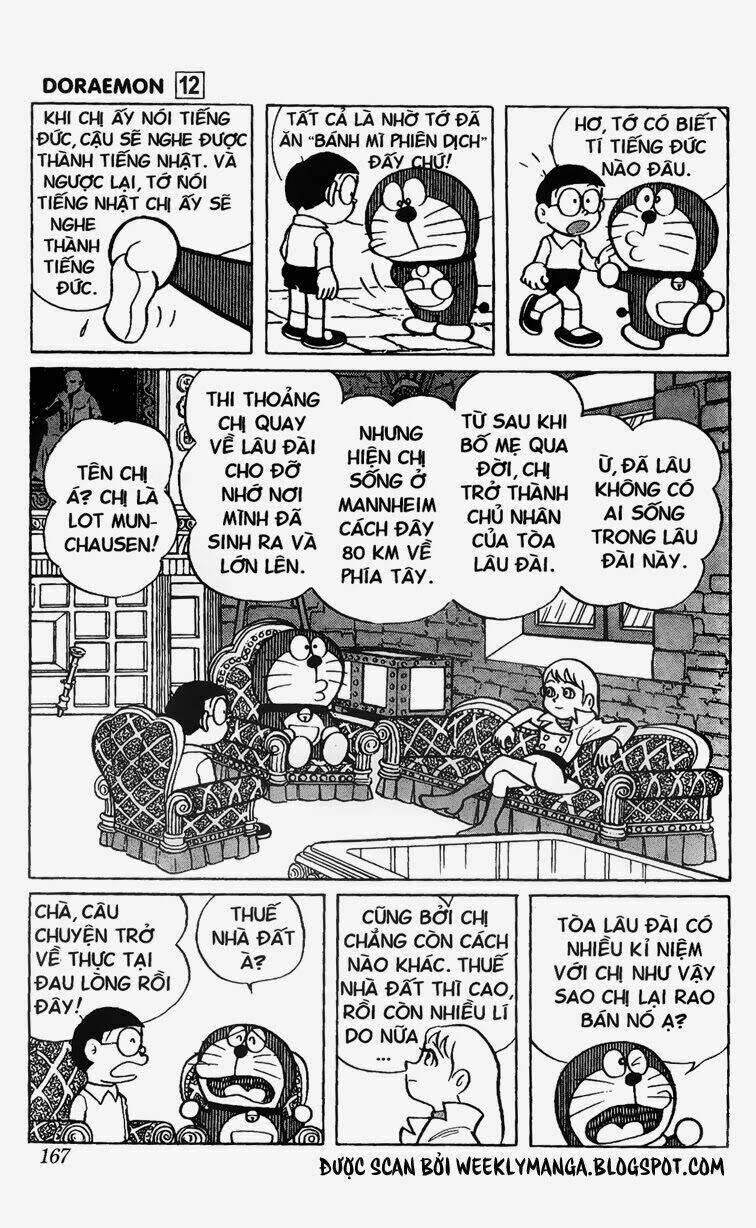 DORAEMON 12
HƠ, TỚ CÓ BIẾT
TÍ TIẾNG ĐỨC
NÀO ĐÂU.
TẤT CẢ LÀ NHỜ TỚ ĐÃ
ĂN "BÁNH MÌ PHIÊN DỊCH"
ĐẤY CHỨ!
KHI CHỊ ẤY NÓI TIẾNG
ĐỨC, CẬU SẼ NGHE ĐƯỢC
THÀNH TIẾNG NHẬT. VÀ
NGƯỢC LẠI, TỚ NÓI
TIẾNG NHẬT CHỊ ẤY SẼ
NGHE
THÀNH
TIẾNG
ĐỨC.
Ừ, ĐÃ LÂU
KHÔNG CÓ
AI SỐNG
TRONG LÂU
ĐÀI NÀY.
TỪ SAU KHI
BỐ MẸ QUA
ĐỜI, CHỊ
TRỞ THÀNH
CHỦ NHÂN
CỦA TÒA
LÂU ĐÀI.
NHƯNG
HIỆN CHỊ
SỐNG Ở
MANNHEIM
CÁCH ĐÂY
80 KM VỀ
PHÍA TÂY.
THI THOẢNG
CHỊ QUAY
VỀ LÂU ĐÀI
CHO ĐỠ
NHỚ NƠI
MÌNH ĐÃ
SINH RA VÀ
LỚN LÊN.
TÊN CHỊ
Á? CHỊ LÀ
LOT MUN-
CHAUSEN!
TÒA LÂU ĐÀI CÓ
NHIỀU KỈ NIỆM
VỚI CHỊ NHƯ VẬY
SAO CHỊ LẠI RAO
BÁN NÓ Ạ?
CŨNG BỞI CHỊ
CHẲNG CÒN CÁCH
NÀO KHÁC. THUẾ
NHÀ ĐẤT THÌ CAO,
RỒI CÒN NHIỀU LÍ
DO NỮA
...
THUẾ
NHÀ ĐẤT
À?
CHÀ, CÂU
CHUYỆN TRỞ
VỀ THỰC TẠI
ĐAU LÒNG RỒI
ĐÂY!
167
ĐƯỢC SCAN BỞI WEEKLYMANGA.BLOGSPOT.COM